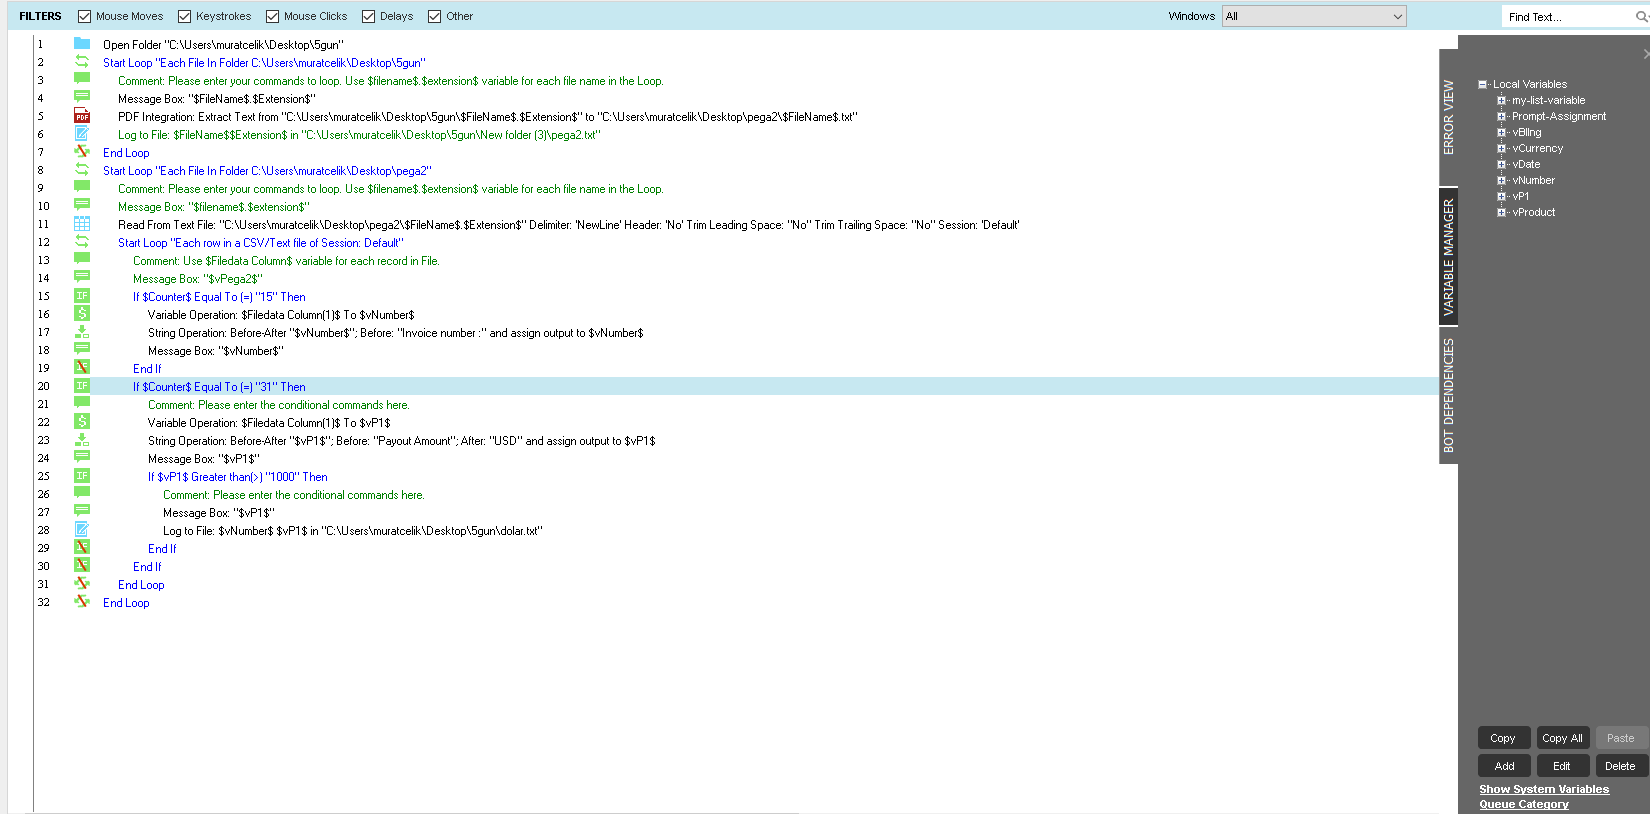 FILTERS Mouse Moves Keystrokes Mouse Clicks Delays Other Windows All Find Text...
1 Open Folder "C:\Users\muratcelik\Desktop\5gun"
2 Start Loop "Each File In Folder C:\Users\muratcelik\Desktop\5gun"
3 Comment: Please enter your commands to loop. Use $filename$.$extension$ variable for each file name in the Loop.
4 Message Box: "$FileName$.$Extension$"
5 PDF PDF Integration: Extract Text from "C:\Users\muratcelik\Desktop\5gun\$FileName$.$Extension$" to "C:\Users\muratcelik\Desktop\pega2\$FileName$.txt"
6 Log to File: $FileName$$Extension$ in "C:\Users\muratcelik\Desktop\5gun\New folder (3)\pega2.txt"
7 End Loop
8 Start Loop "Each File In Folder C:\Users\muratcelik\Desktop\pega2"
9 Comment: Please enter your commands to loop. Use $filename$.$extension$ variable for each file name in the Loop.
10 Message Box: "$filename$.$extension$"
11 Read From Text File: "C:\Users\muratcelik\Desktop\pega2\$FileName$.$Extension$" Delimiter: 'NewLine' Header: 'No' Trim Leading Space: "No" Trim Trailing Space: "No" Session: 'Default'
12 Start Loop "Each row in a CSV/Text file of Session: Default"
13 Comment: Use $Filedata Column$ variable for each record in File.
14 Message Box: "$vPega2$"
15 IF If $Counter$ Equal To (=) "15" Then
16 $ Variable Operation: $Filedata Column(1)$ To $vNumber$
17 String Operation: Before-After "$vNumber$"; Before: "Invoice number :" and assign output to $vNumber$
18 Message Box: "$vNumber$"
19 End If
20 IF If $Counter$ Equal To (=) "31" Then
21 Comment: Please enter the conditional commands here.
22 $ Variable Operation: $Filedata Column(1)$ To $vP1$
23 String Operation: Before-After "$vP1$"; Before: "Payout Amount"; After: "USD" and assign output to $vP1$
24 Message Box: "$vP1$"
25 IF If $vP1$ Greater than(>) "1000" Then
26 Comment: Please enter the conditional commands here.
27 Message Box: "$vP1$"
28 Log to File: $vNumber$ $vP1$ in "C:\Users\muratcelik\Desktop\5gun\dolar.txt"
29 End If
30 End If
31 End Loop
32 End Loop
ERROR VIEW
VARIABLE MANAGER
BOT DEPENDENCIES
Local Variables
my-list-variable
Prompt-Assignment
vBlIng
vCurrency
vDate
vNumber
vP1
vProduct
Copy Copy All Paste
Add Edit Delete
Show System Variables
Queue Category